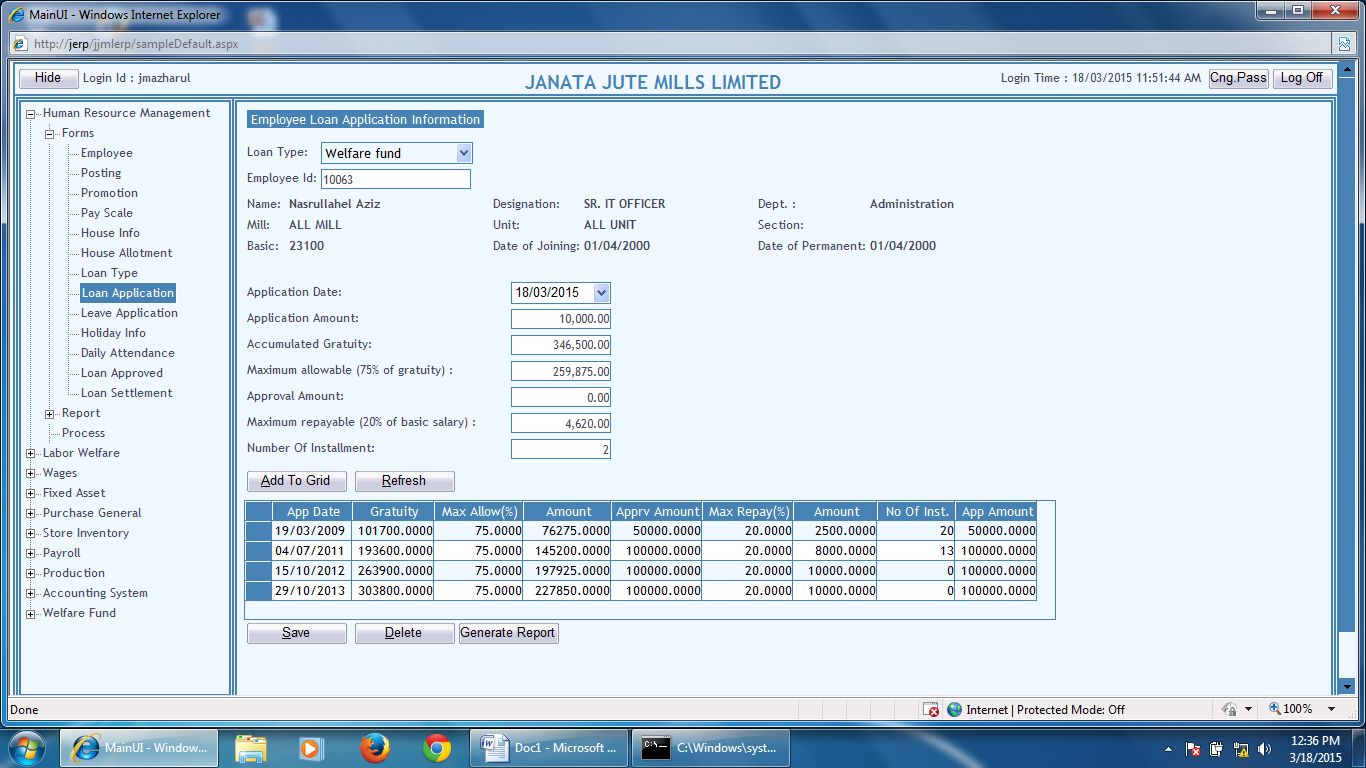 MainUI - Windows Internet Explorer
http://jerp/jjmlerp/sampleDefault.aspx
Hide Login Id : jmazharul JANATA JUTE MILLS LIMITED Login Time : 18/03/2015 11:51:44 AM Cng.Pass Log Off
Human Resource Management
Forms
Employee
Posting
Promotion
Pay Scale
House Info
House Allotment
Loan Type
Loan Application
Leave Application
Holiday Info
Daily Attendance
Loan Approved
Loan Settlement
Report
Process
Labor Welfare
Wages
Fixed Asset
Purchase General
Store Inventory
Payroll
Production
Accounting System
Welfare Fund
Employee Loan Application Information
Loan Type: Welfare fund
Employee Id: 10063
Name: Nasrullahel Aziz Designation: SR. IT OFFICER Dept. : Administration
Mill: ALL MILL Unit: ALL UNIT Section:
Basic: 23100 Date of Joining: 01/04/2000 Date of Permanent: 01/04/2000
Application Date: 18/03/2015
Application Amount: 10,000.00
Accumulated Gratuity: 346,500.00
Maximum allowable (75% of gratuity) : 259,875.00
Approval Amount: 0.00
Maximum repayable (20% of basic salary) : 4,620.00
Number Of Installment: 2
Add To Grid Refresh
App Date Gratuity Max Allow(%) Amount Apprv Amount Max Repay(%) Amount No Of Inst. App Amount
19/03/2009 101700.0000 75.0000 76275.0000 50000.0000 20.0000 2500.0000 20 50000.0000
04/07/2011 193600.0000 75.0000 145200.0000 100000.0000 20.0000 8000.0000 13 100000.0000
15/10/2012 263900.0000 75.0000 197925.0000 100000.0000 20.0000 10000.0000 0 100000.0000
29/10/2013 303800.0000 75.0000 227850.0000 100000.0000 20.0000 10000.0000 0 100000.0000
Save Delete Generate Report
Done Internet | Protected Mode: Off 100%
MainUI - Window... Doc1 - Microsoft ... C:\Windows\syst... 12:36 PM
3/18/2015